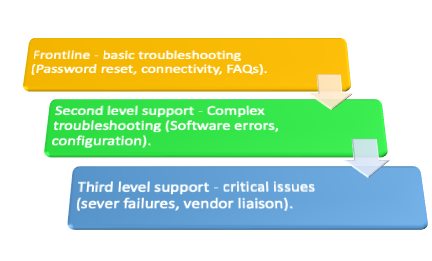 Frontline - basic troubleshooting
(Password reset, connectivity, FAQs).
Second level support - Complex
troubleshooting (Software errors,
configuration).
Third level support - critical issues
(sever failures, vendor liaison).